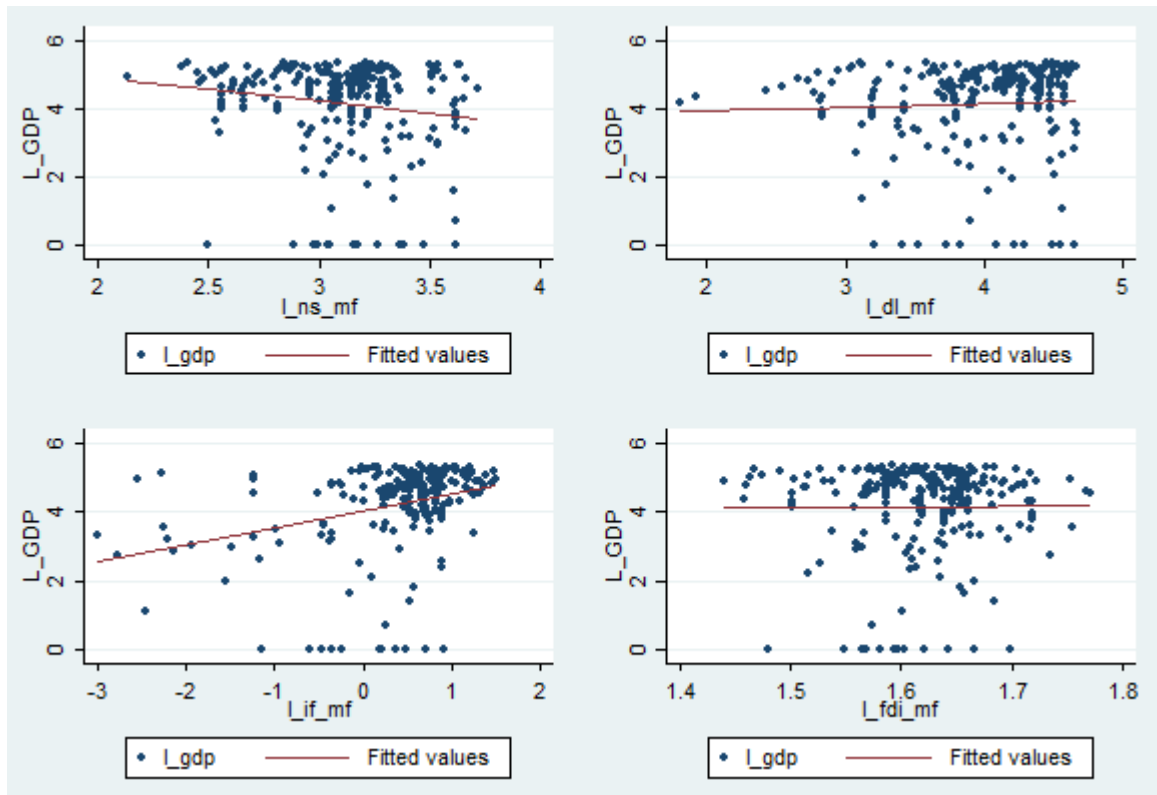 L_GDP
0 2 4 6
2 2.5 3 3.5 4
l_ns_mf
l_gdp Fitted values
L_GDP
0 2 4 6
2 3 4 5
l_dl_mf
l_gdp Fitted values
L_GDP
0 2 4 6
-3 -2 -1 0 1 2
l_if_mf
l_gdp Fitted values
L_GDP
0 2 4 6
1.4 1.5 1.6 1.7 1.8
l_fdi_mf
l_gdp Fitted values